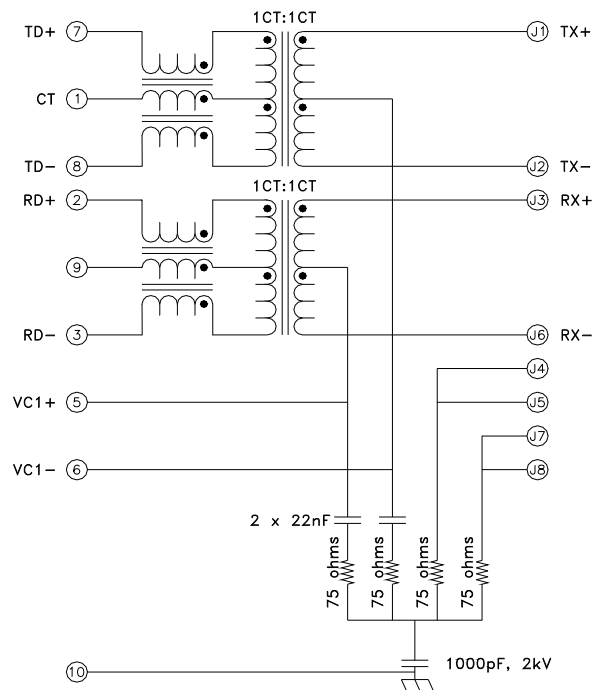 1CT:1CT
TD+ 7 J1 TX+
CT 1
TD- 8 J2 TX-
RD+ 2 1CT:1CT J3 RX+
9
RD- 3 J6 RX-
J4
VC1+ 5 J5
J7
VC1- 6 J8
2 x 22nF
75 ohms 75 ohms 75 ohms 75 ohms
10 1000pF, 2kV